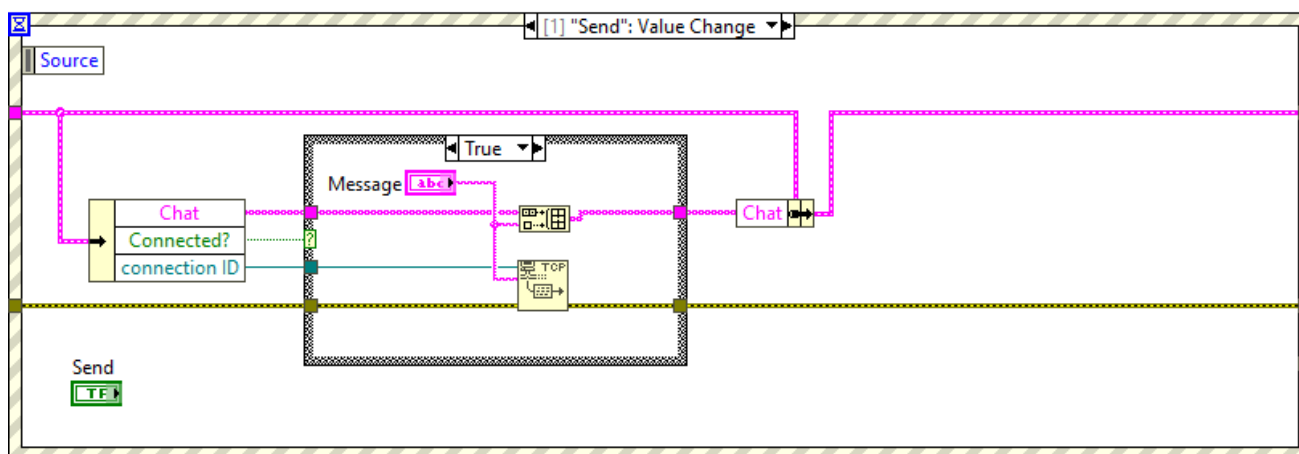 [1] "Send": Value Change
Source
True
Message abc
Chat
Connected?
connection ID
?
Chat
TCP
Send
TF